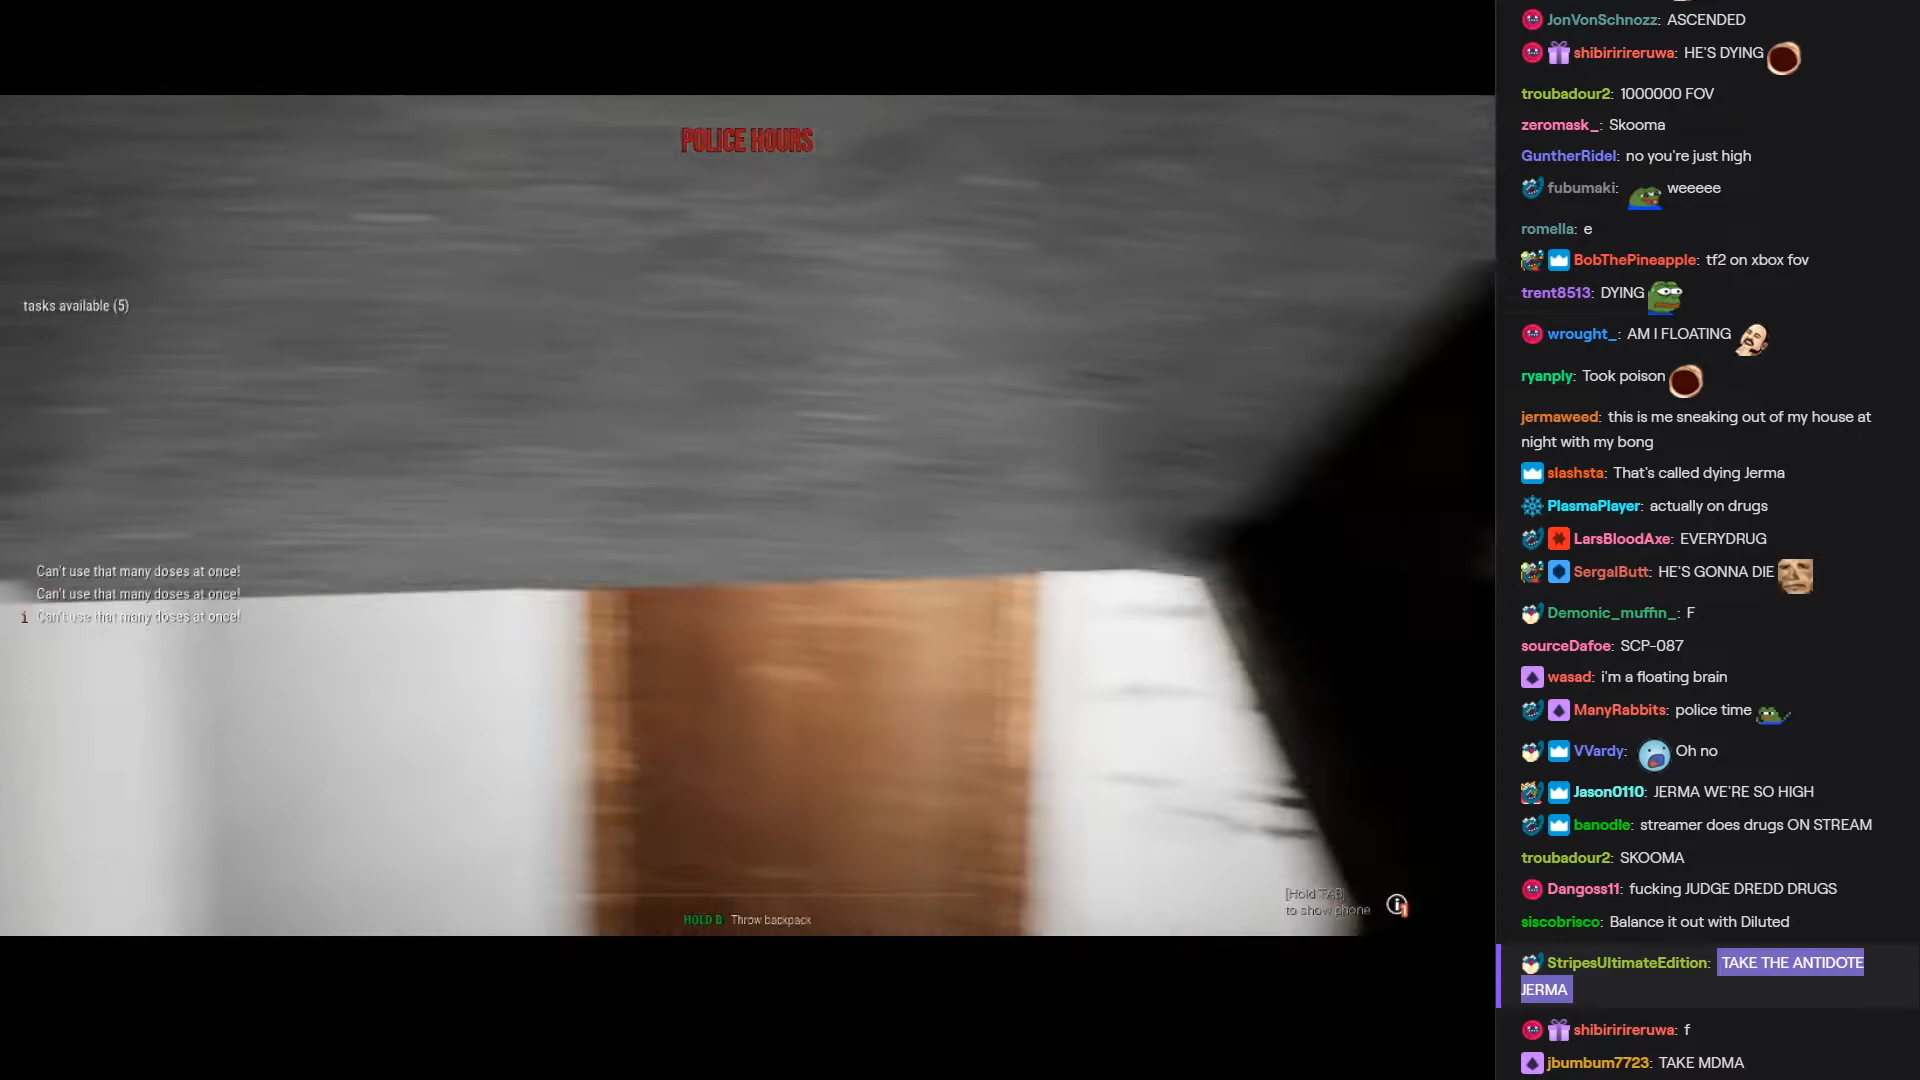 POLICE HOURS
tasks available (5)
Can't use that many doses at once!
Can't use that many doses at once!
i Can't use that many doses at once!
[Hold TAB]
to show phone
1
HOLD B Throw backpack
JonVonSchnozz: ASCENDED
shibiririreruwa: HE'S DYING
troubadour2: 1000000 FOV
zeromask_: Skooma
GuntherRidel: no you're just high
fubumaki: weeeee
romella: e
BobThePineapple: tf2 on xbox fov
trent8513: DYING
wrought_: AM I FLOATING
ryanply: Took poison
jermaweed: this is me sneaking out of my house at
night with my bong
slashsta: That's called dying Jerma
PlasmaPlayer: actually on drugs
LarsBloodAxe: EVERYDRUG
SergalButt: HE'S GONNA DIE
Demonic_muffin_: F
sourceDafoe: SCP-087
wasad: i'm a floating brain
ManyRabbits: police time
VVardy: Oh no
Jason0110: JERMA WE'RE SO HIGH
banodle: streamer does drugs ON STREAM
troubadour2: SKOOMA
Dangoss11: fucking JUDGE DREDD DRUGS
siscobrisco: Balance it out with Diluted
StripesUltimateEdition: TAKE THE ANTIDOTE
JERMA
shibiririreruwa: f
jbumbum7723: TAKE MDMA